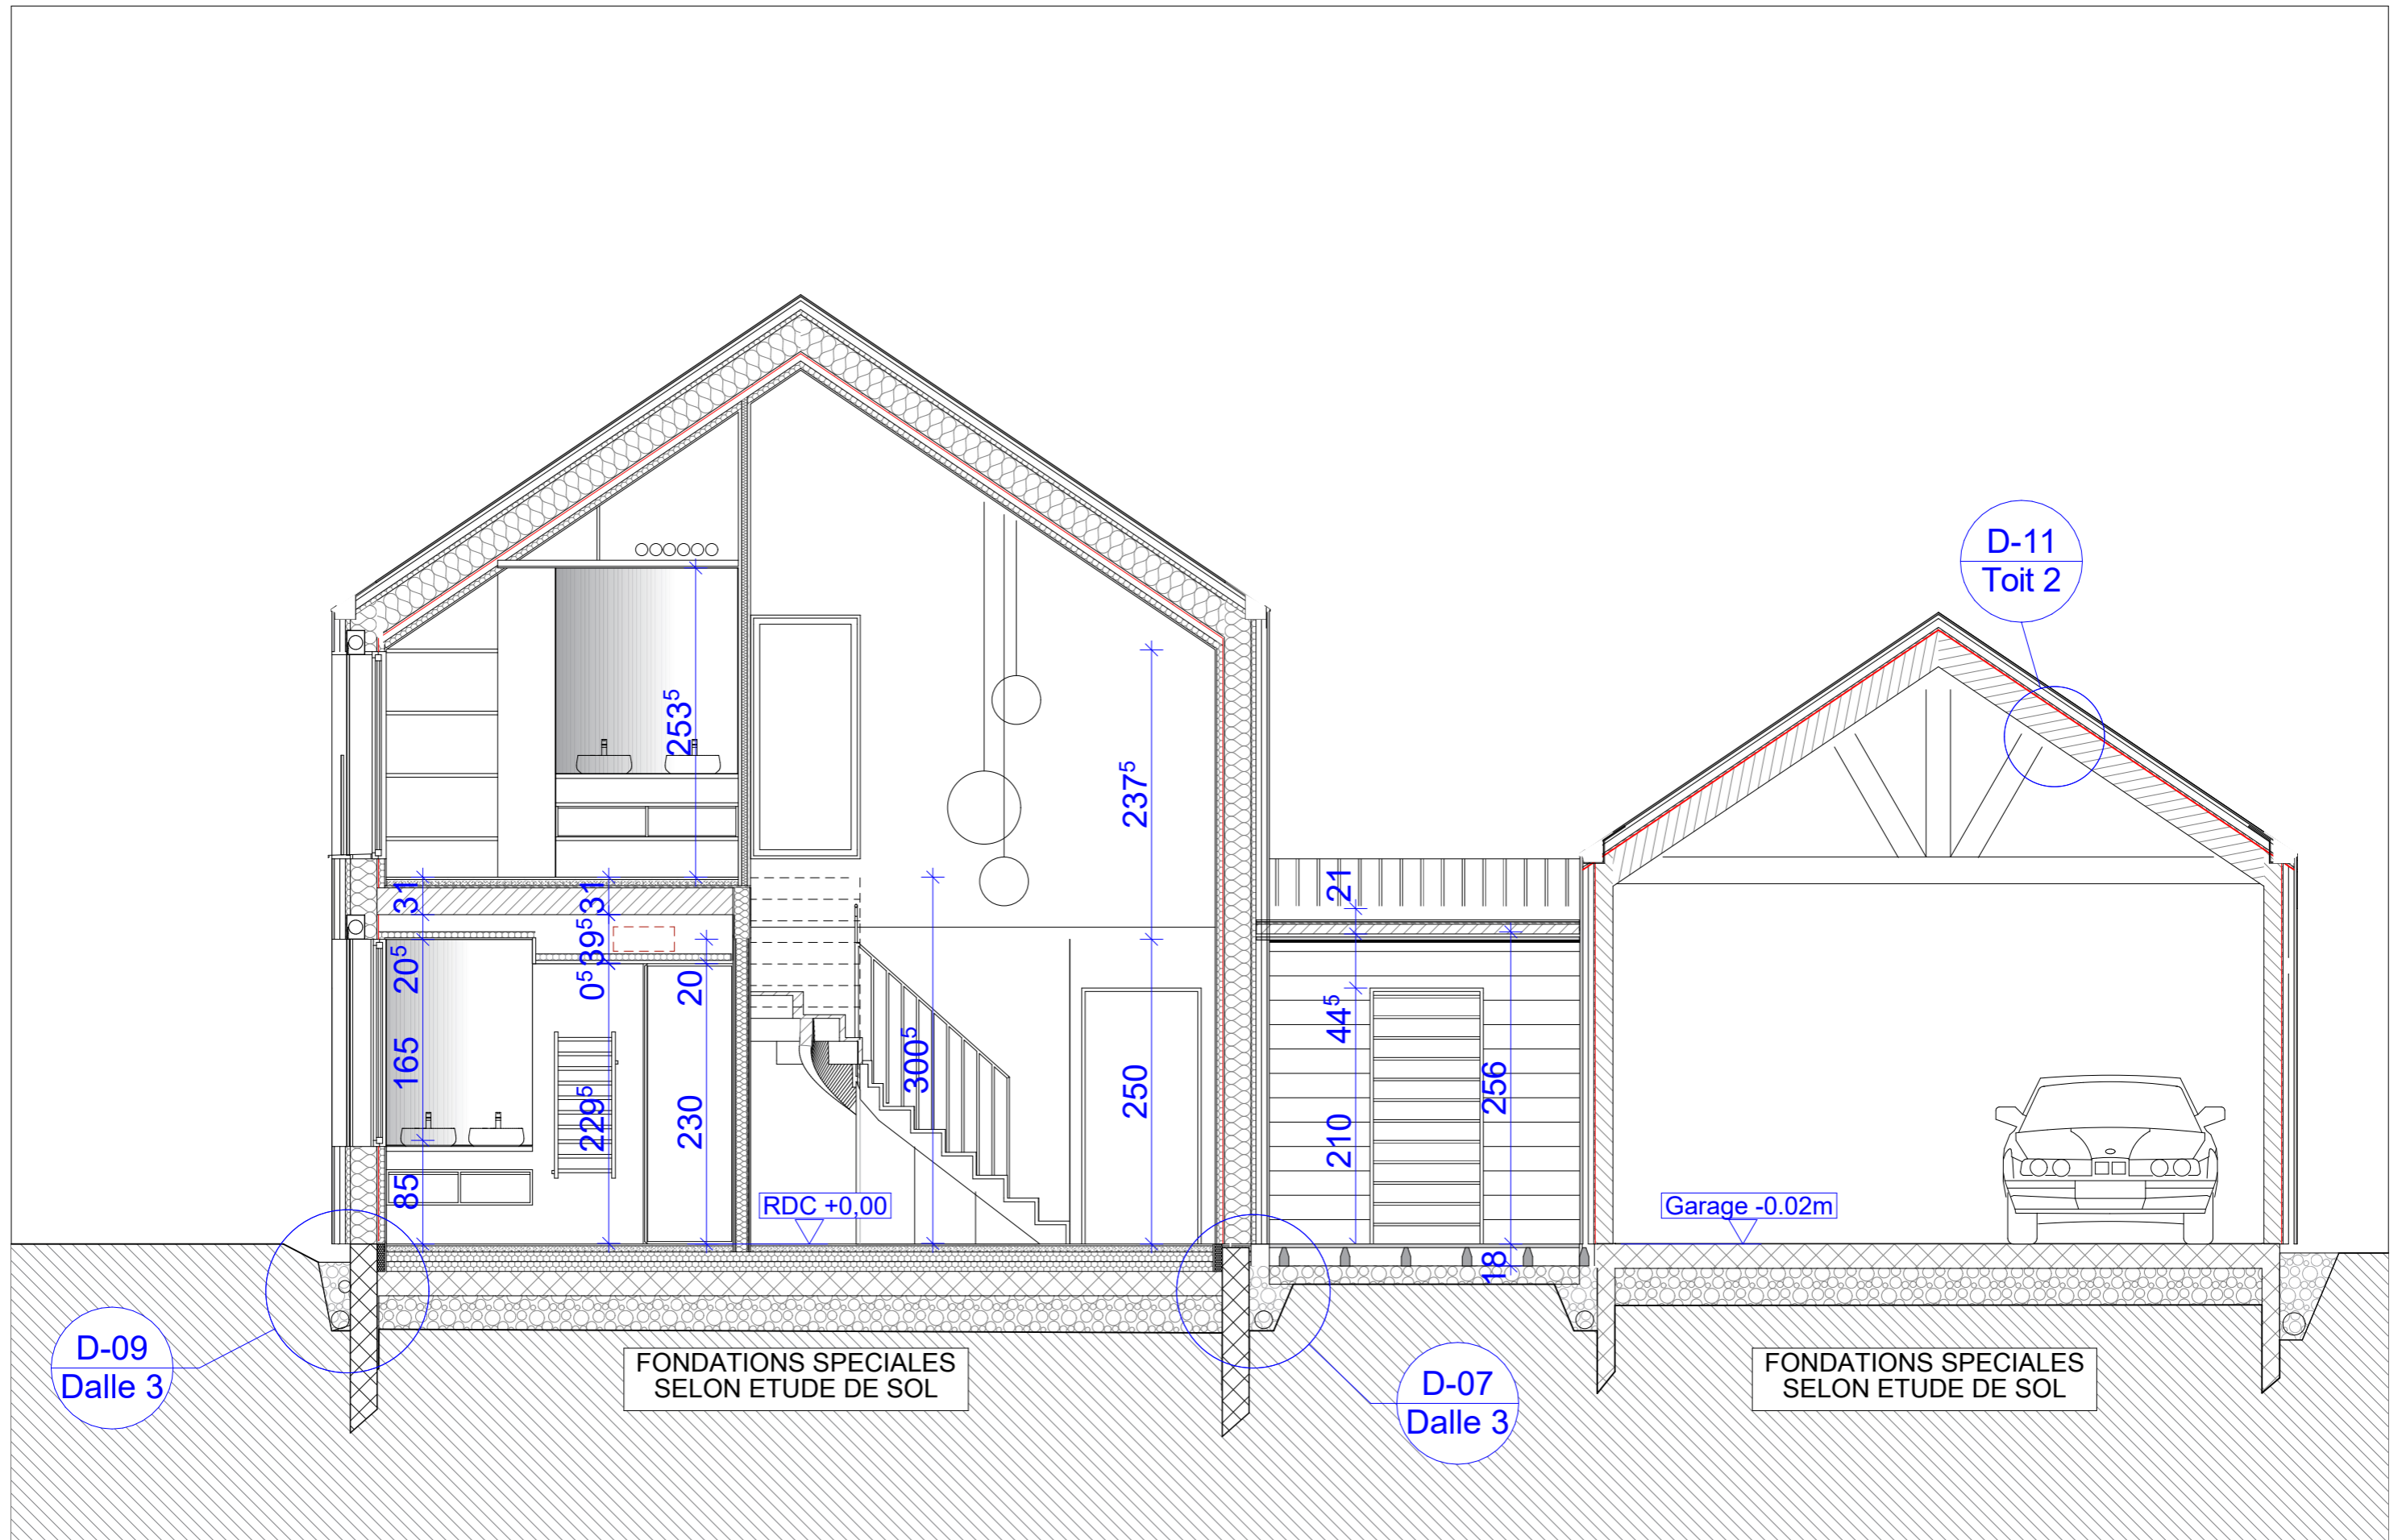 D-11
Toit 2
253⁵
237⁵
31
31
21
20⁵
39⁵
0⁵
20
44⁵
300⁵
165
256
229⁵
230
250
210
85
RDC +0,00
Garage -0.02m
18
D-09
Dalle 3
FONDATIONS SPECIALES
SELON ETUDE DE SOL
D-07
Dalle 3
FONDATIONS SPECIALES
SELON ETUDE DE SOL